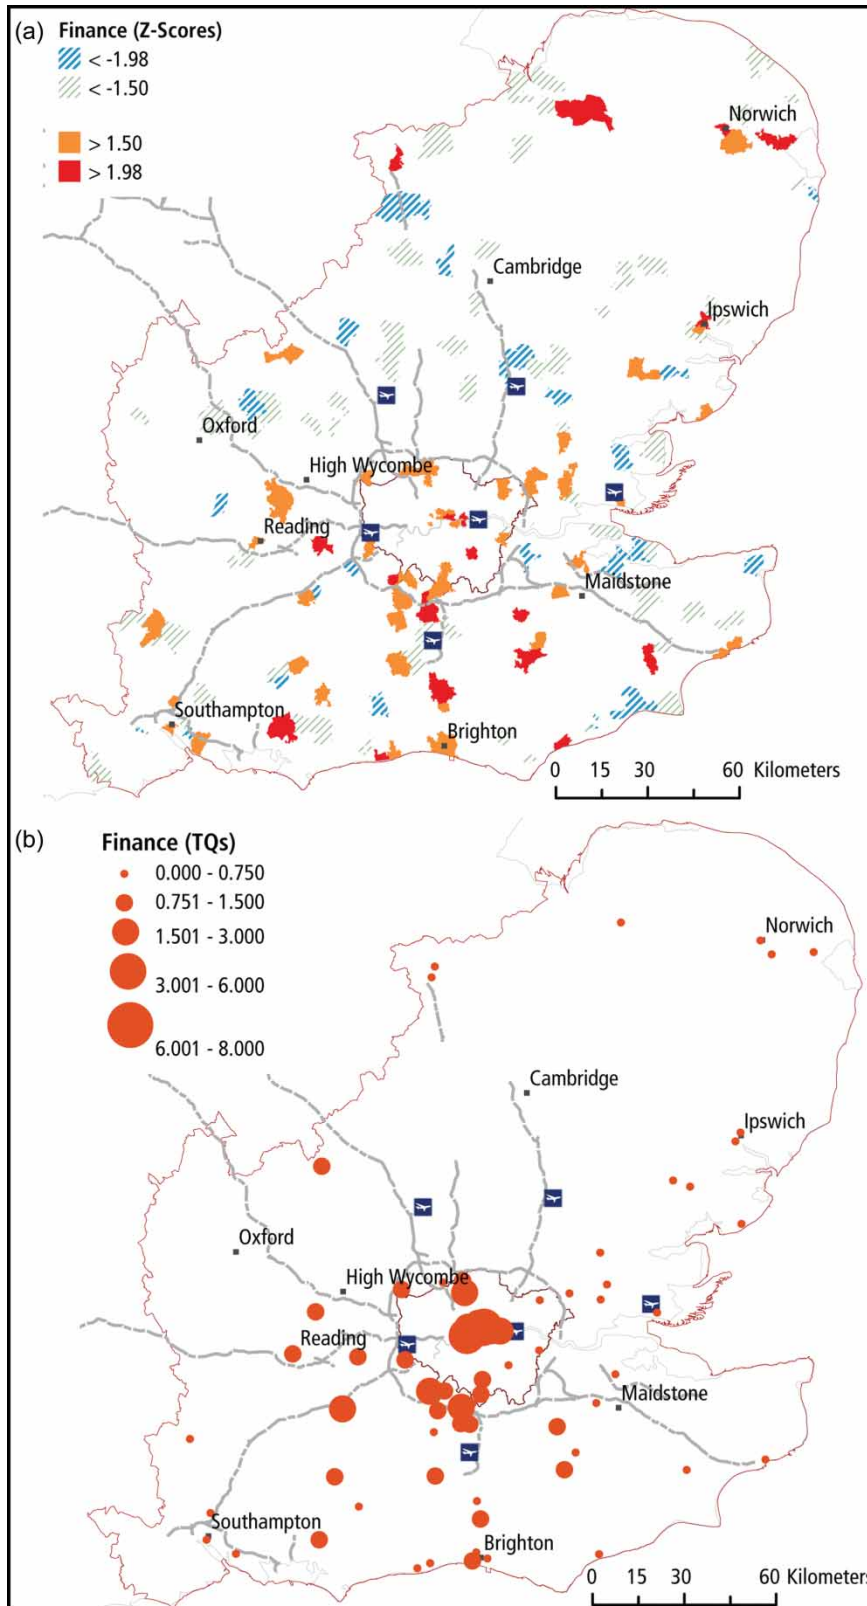 (a)
Finance (Z-Scores)
< -1.98
< -1.50
> 1.50
> 1.98
Norwich
Cambridge
Ipswich
Oxford
High Wycombe
Reading
Maidstone
Southampton
Brighton
0 15 30 60 Kilometers
(b)
Finance (TQs)
0.000 - 0.750
0.751 - 1.500
1.501 - 3.000
3.001 - 6.000
6.001 - 8.000
Norwich
Cambridge
Ipswich
Oxford
High Wycombe
Reading
Maidstone
Southampton
Brighton
0 15 30 60 Kilometers